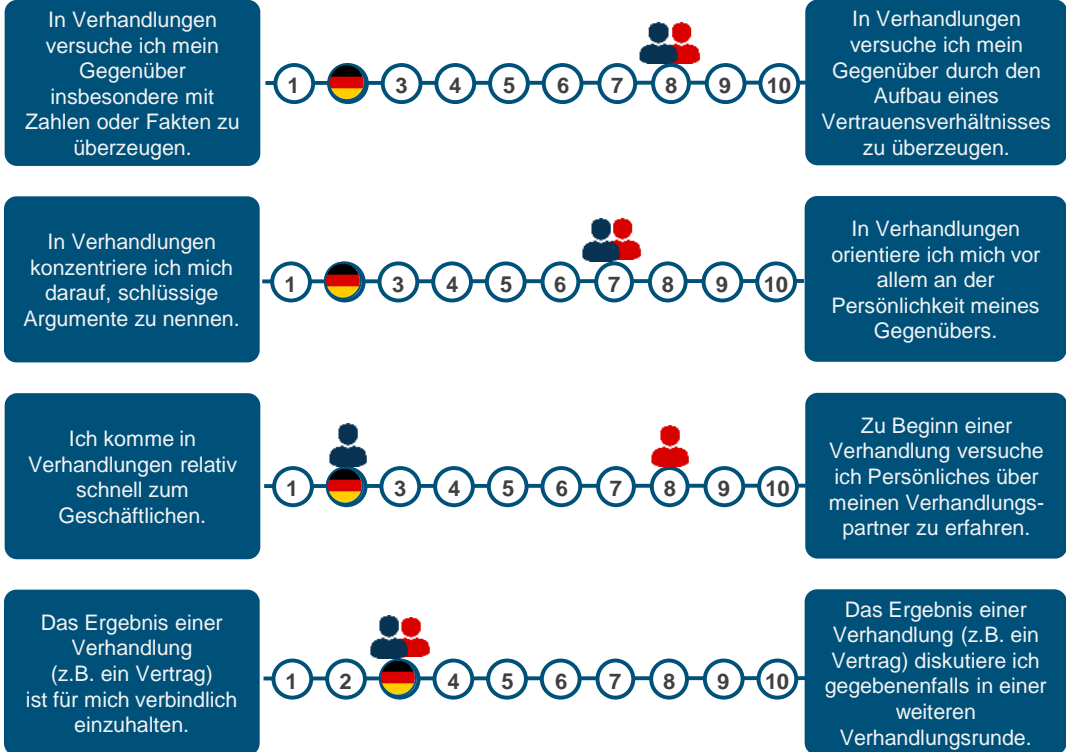 In Verhandlungen
versuche ich mein
Gegenüber
insbesondere mit
Zahlen oder Fakten zu
überzeugen.
1 3 4 5 6 7 8 9 10
In Verhandlungen
versuche ich mein
Gegenüber durch den
Aufbau eines
Vertrauensverhältnisses
zu überzeugen.
In Verhandlungen
konzentriere ich mich
darauf, schlüssige
Argumente zu nennen.
1 3 4 5 6 7 8 9 10
In Verhandlungen
orientiere ich mich vor
allem an der
Persönlichkeit meines
Gegenübers.
Ich komme in
Verhandlungen relativ
schnell zum
Geschäftlichen.
1 3 4 5 6 7 8 9 10
Zu Beginn einer
Verhandlung versuche
ich Persönliches über
meinen Verhandlungs-
partner zu erfahren.
Das Ergebnis einer
Verhandlung
(z.B. ein Vertrag)
ist für mich verbindlich
einzuhalten.
1 2 4 5 6 7 8 9 10
Das Ergebnis einer
Verhandlung (z.B. ein
Vertrag) diskutiere ich
gegebenenfalls in einer
weiteren
Verhandlungsrunde.